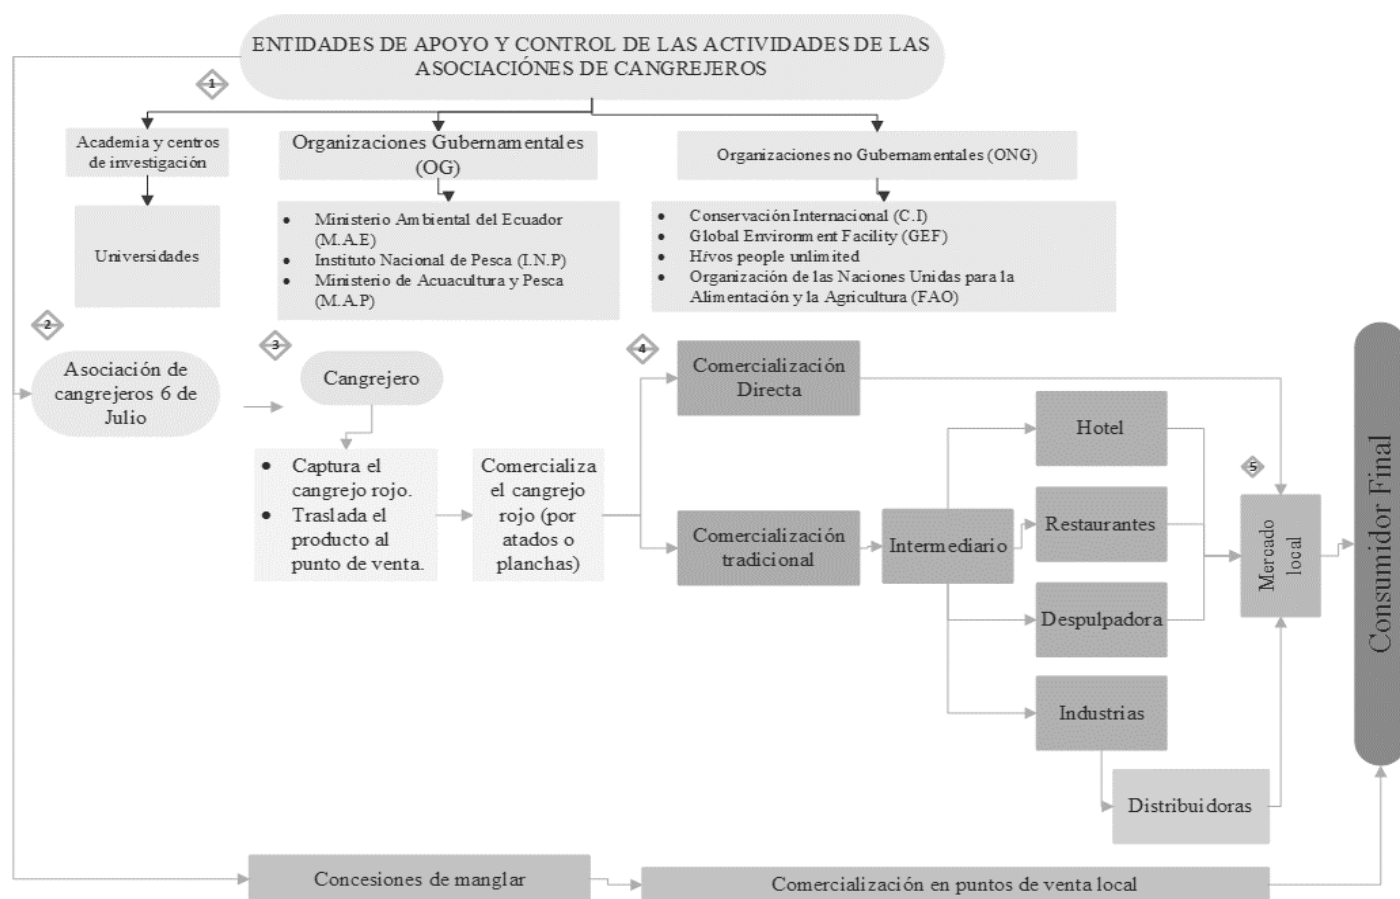 ENTIDADES DE APOYO Y CONTROL DE LAS ACTIVIDADES DE LAS
ASOCIACIÓNES DE CANGREJEROS
1
Academia y centros
de investigación
Organizaciones Gubernamentales
(OG)
Organizaciones no Gubernamentales (ONG)
Universidades
• Ministerio Ambiental del Ecuador
(M.A.E)
• Instituto Nacional de Pesca (I.N.P)
• Ministerio de Acuacultura y Pesca
(M.A.P)
• Conservación Internacional (C.I)
• Global Environment Facility (GEF)
• Hivos people unlimited
• Organización de las Naciones Unidas para la
Alimentación y la Agricultura (FAO)
2
Asociación de
cangrejeros 6 de
Julio
3
Cangrejero
• Captura el
cangrejo rojo.
• Traslada el
producto al
punto de venta.
Comercializa
el cangrejo
rojo (por
atados o
planchas)
4
Comercialización
Directa
Comercialización
tradicional
Intermediario
Hotel
Restaurantes
Despulpadora
Industrias
Distribuidoras
5
Mercado
local
Consumidor Final
Concesiones de manglar
Comercialización en puntos de venta local